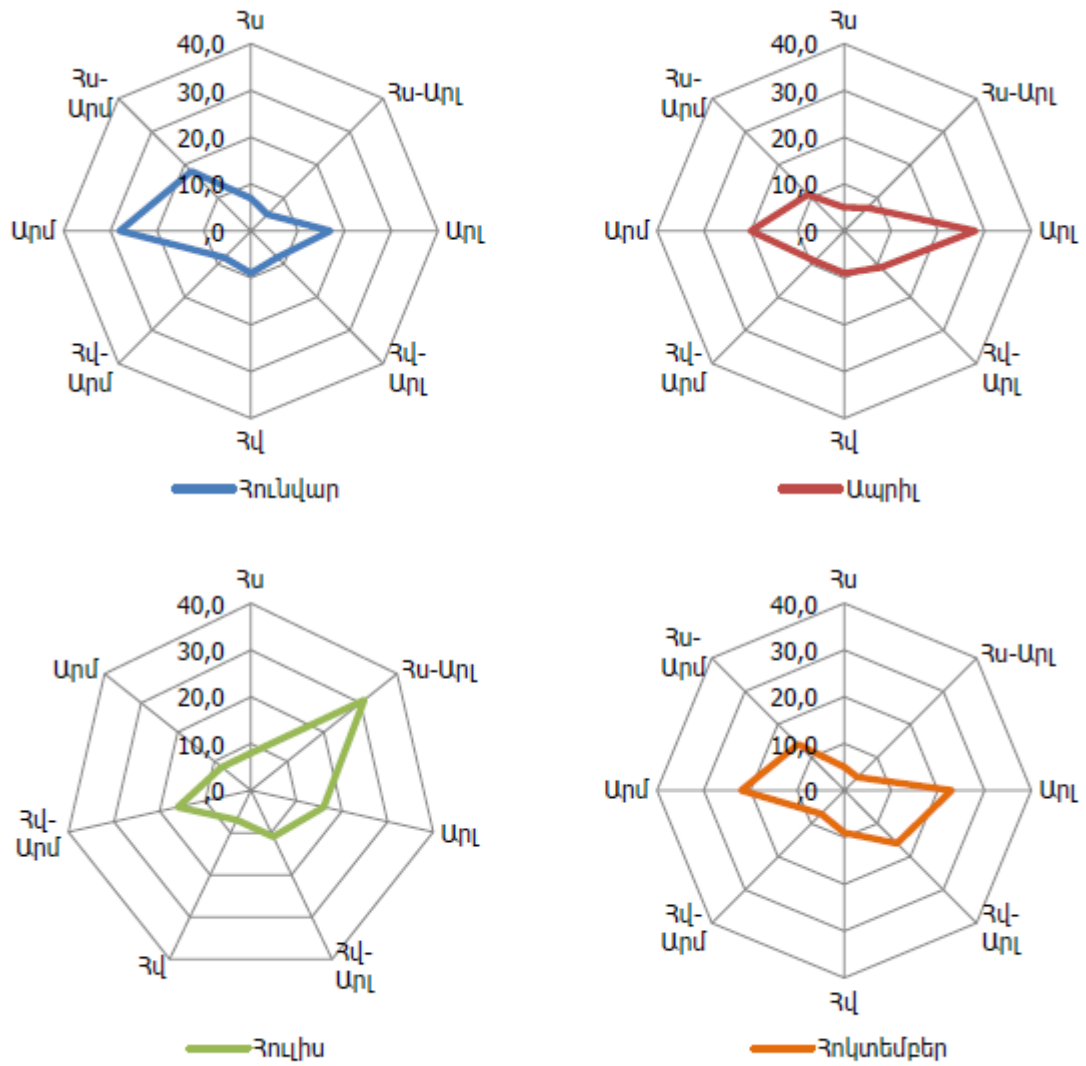 Հս
40,0
30,0
20,0
10,0
,0
Հս-Արլ
Արլ
Հվ-
Արլ
Հվ
Հվ-
Արմ
Արմ
Հս-
Արմ
Հունվար
Հս
40,0
30,0
20,0
10,0
,0
Հս-Արլ
Արլ
Հվ-
Արլ
Հվ
Հվ-
Արմ
Արմ
Հս-
Արմ
Ապրիլ
Հս
40,0
30,0
20,0
10,0
,0
Հս-Արլ
Արլ
Հվ-
Արլ
Հվ
Հվ-
Արմ
Արմ
Հուլիս
Հս
40,0
30,0
20,0
10,0
,0
Հս-Արլ
Արլ
Հվ-
Արլ
Հվ
Հվ-
Արմ
Արմ
Հս-
Արմ
Հոկտեմբեր